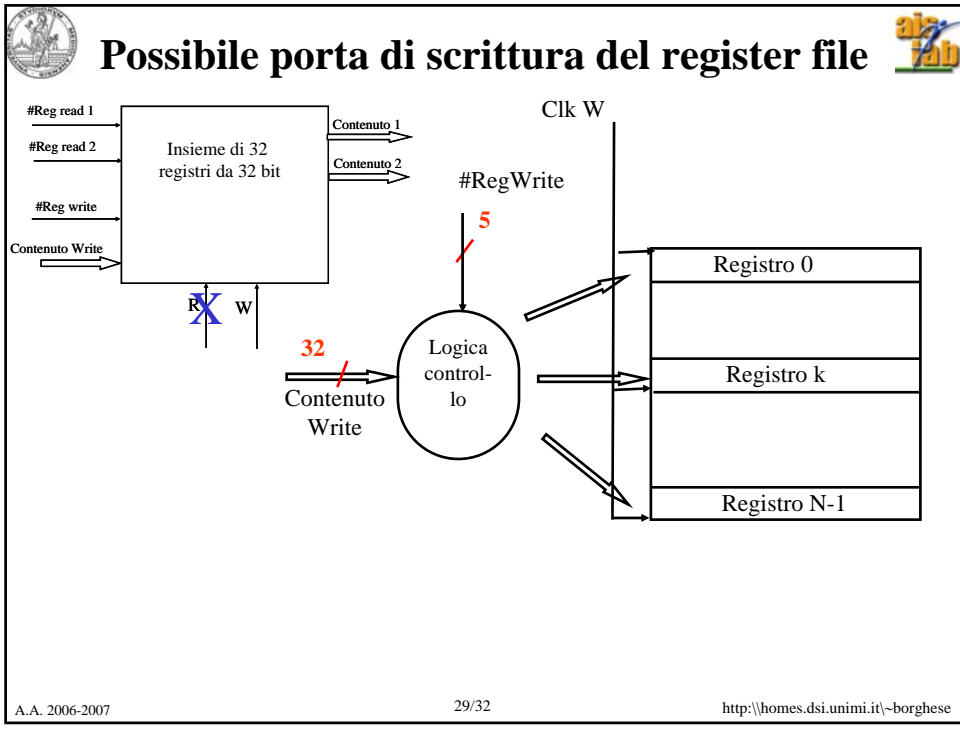 Possibile porta di scrittura del register file
ais
lab
#Reg read 1
#Reg read 2
#Reg write
Contenuto Write
Insieme di 32
registri da 32 bit
Contenuto 1
Contenuto 2
R
X
W
Clk W
#RegWrite
5
32
Contenuto
Write
Logica
control-
lo
Registro 0
Registro k
Registro N-1
A.A. 2006-2007
29/32
http:\\homes.dsi.unimi.it\~borghese